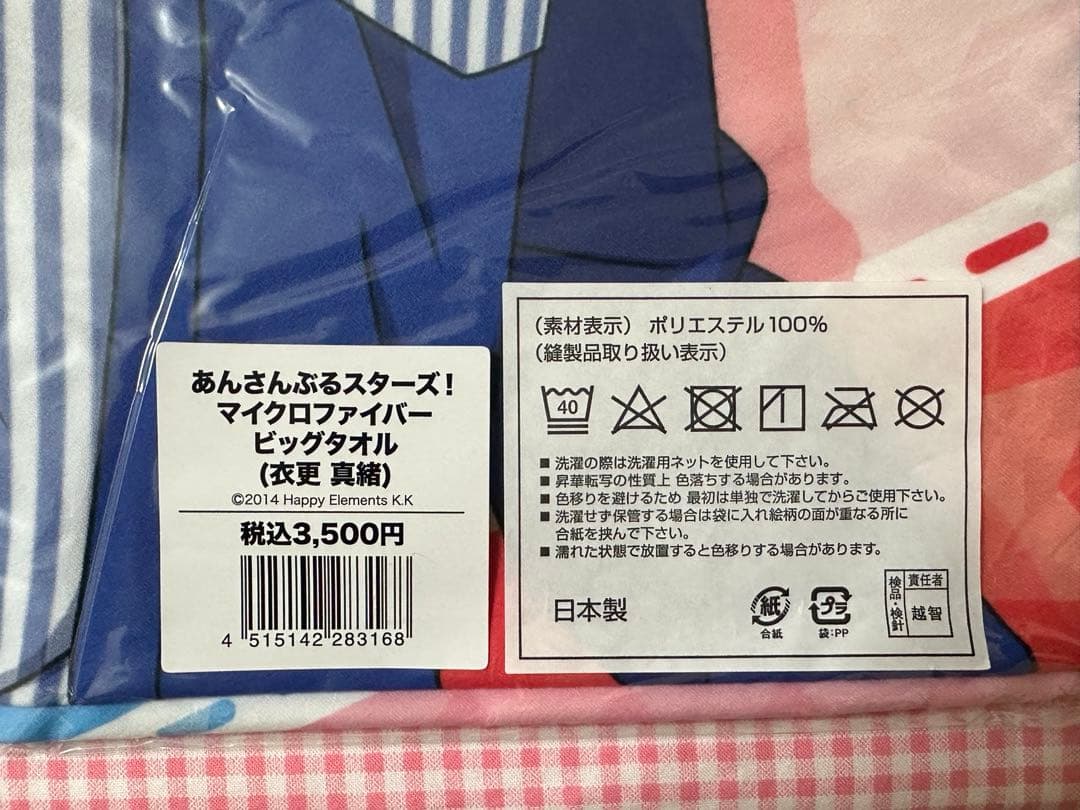 あんさんぶるスターズ!
マイクロファイバー
ビッグタオル
(衣更 真緒)
©2014 Happy Elements K.K
税込3,500円
4 515142 283168
(素材表示) ポリエステル100%
(縫製品取り扱い表示)
40
■ 洗濯の際は洗濯用ネットを使用して下さい。
■ 昇華転写の性質上 色落ちする場合があります。
■ 色移りを避けるため 最初は単独で洗濯してからご使用下さい。
■ 洗濯せず保管する場合は袋に入れ絵柄の面が重なる所に
合紙を挟んで下さい。
■ 濡れた状態で放置すると色移りする場合があります。
日本製
紙
合紙
プラ
袋:PP
検品・検針
責任者
越智